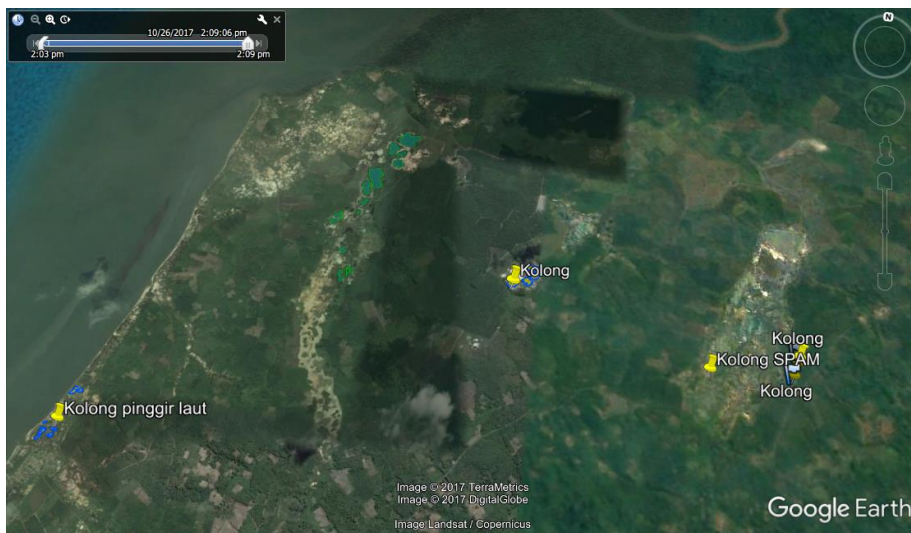 10/26/2017 2:09:06 pm
2:03 pm
2:09 pm
N
Kolong
Kolong
Kolong SPAM
Kolong
Kolong pinggir laut
Image © 2017 TerraMetrics
Image © 2017 DigitalGlobe
Image Landsat / Copernicus
Google Earth